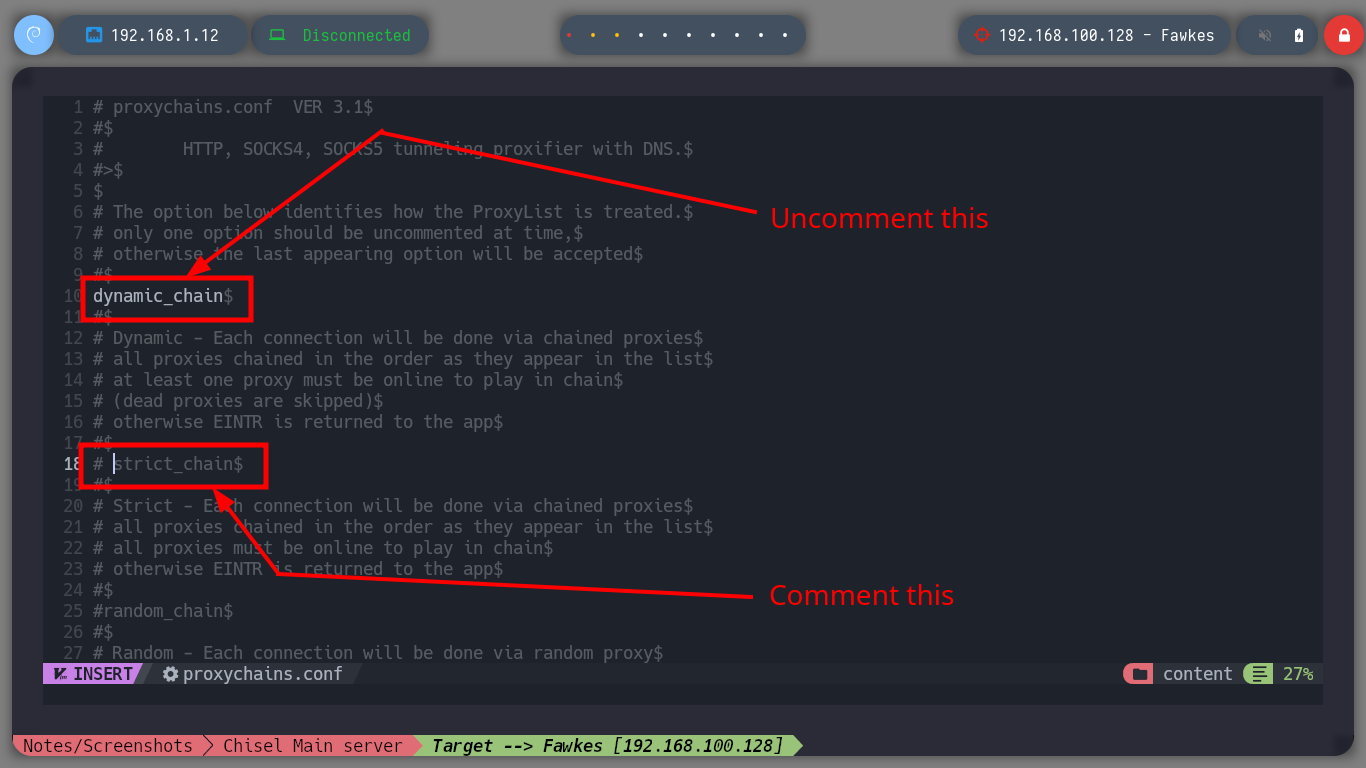 192.168.1.12
Disconnected
192.168.100.128 - Fawkes
1 # proxychains.conf  VER 3.1$
2 #$
3 #        HTTP, SOCKS4, SOCKS5 tunneling proxifier with DNS.$
4 #>$
5 $
6 # The option below identifies how the ProxyList is treated.$
7 # only one option should be uncommented at time,$
8 # otherwise the last appearing option will be accepted$
9 #$
10 dynamic_chain$
11 #$
12 # Dynamic - Each connection will be done via chained proxies$
13 # all proxies chained in the order as they appear in the list$
14 # at least one proxy must be online to play in chain$
15 # (dead proxies are skipped)$
16 # otherwise EINTR is returned to the app$
17 #$
18 # strict_chain$
19 #$
20 # Strict - Each connection will be done via chained proxies$
21 # all proxies chained in the order as they appear in the list$
22 # all proxies must be online to play in chain$
23 # otherwise EINTR is returned to the app$
24 #$
25 #random_chain$
26 #$
27 # Random - Each connection will be done via random proxy$
Uncomment this
Comment this
INSERT
proxychains.conf
content
27%
Notes/Screenshots
Chisel Main server
Target --> Fawkes [192.168.100.128]